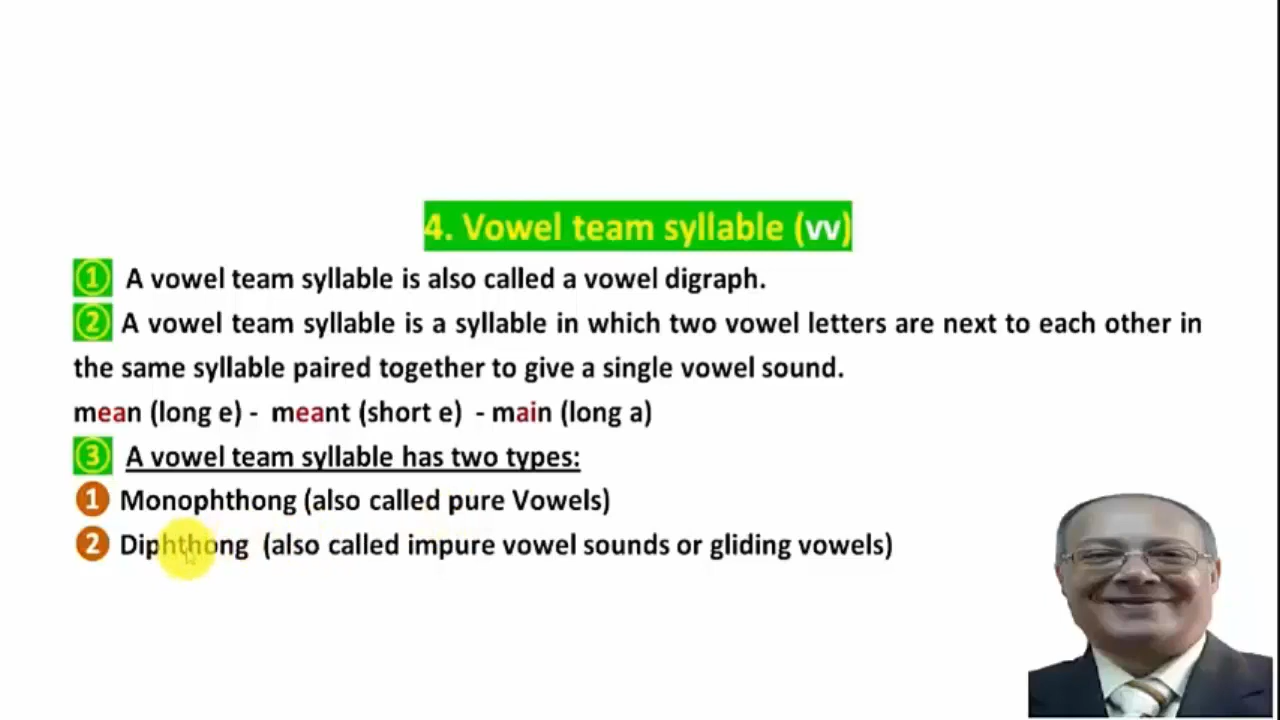 4. Vowel team syllable (vv)
① A vowel team syllable is also called a vowel digraph.
② A vowel team syllable is a syllable in which two vowel letters are next to each other in
the same syllable paired together to give a single vowel sound.
mean (long e) - meant (short e) - main (long a)
③ A vowel team syllable has two types:
❶ Monophthong (also called pure Vowels)
❷ Diphthong (also called impure vowel sounds or gliding vowels)